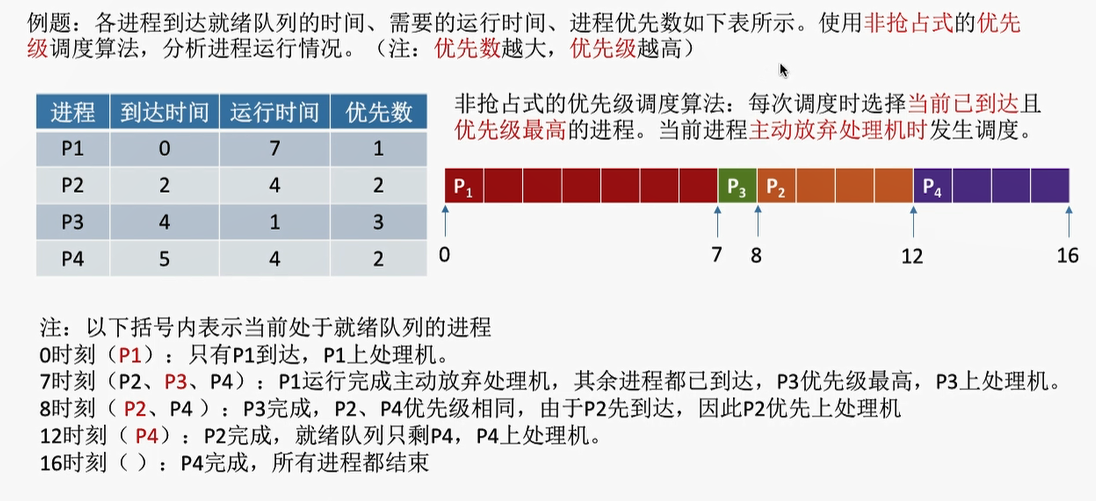 例题：各进程到达就绪队列的时间、需要的运行时间、进程优先数如下表所示。使用非抢占式的优先
级调度算法，分析进程运行情况。（注：优先数越大，优先级越高）
进程 到达时间 运行时间 优先数
P1 0 7 1
P2 2 4 2
P3 4 1 3
P4 5 4 2
非抢占式的优先级调度算法：每次调度时选择当前已到达且
优先级最高的进程。当前进程主动放弃处理机时发生调度。
P1 P3 P2 P4
0 7 8 12 16
注：以下括号内表示当前处于就绪队列的进程
0时刻（P1）：只有P1到达，P1上处理机。
7时刻（P2、P3、P4）：P1运行完成主动放弃处理机，其余进程都已到达，P3优先级最高，P3上处理机。
8时刻（ P2、P4 ）：P3完成，P2、P4优先级相同，由于P2先到达，因此P2优先上处理机
12时刻（ P4）：P2完成，就绪队列只剩P4，P4上处理机。
16时刻（ ）：P4完成，所有进程都结束